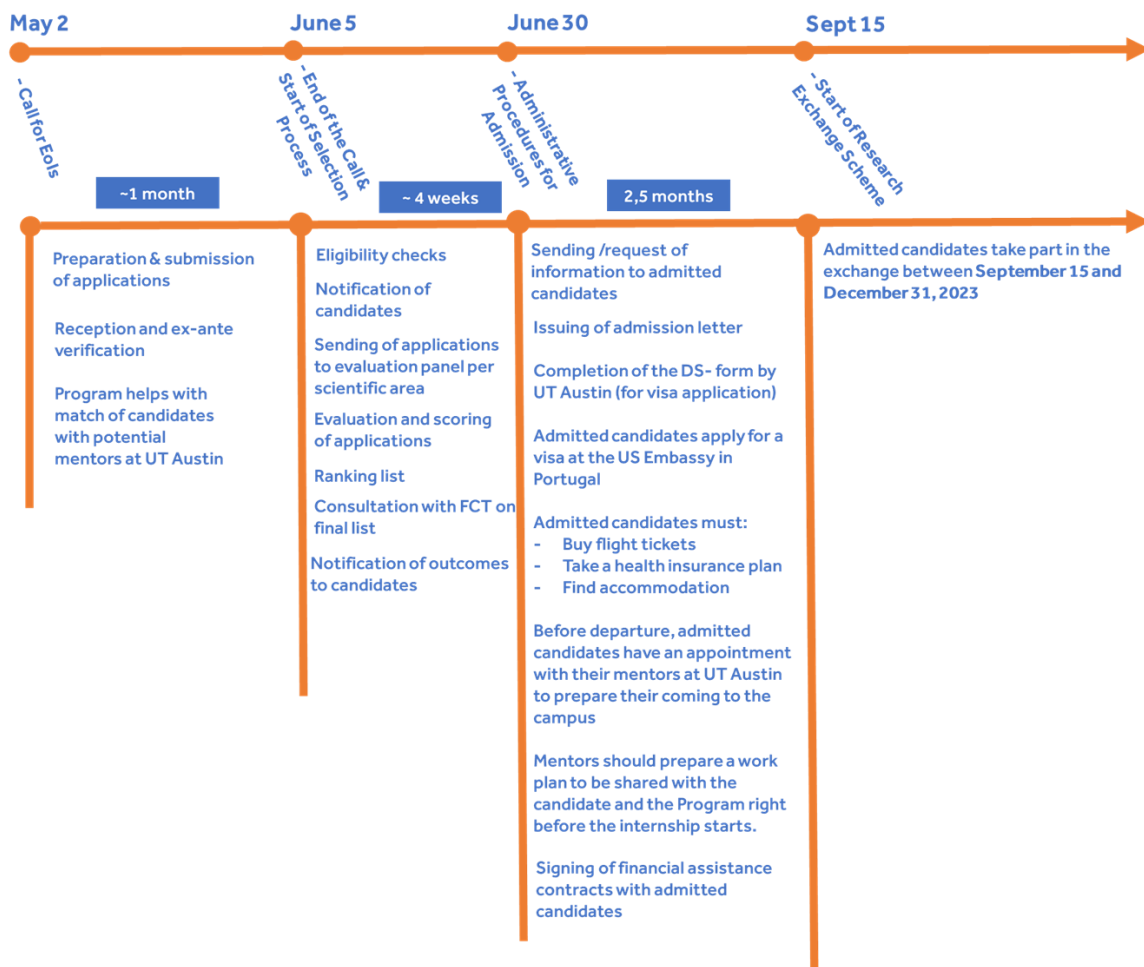 May 2
June 5
June 30
Sept 15
- Call for EoIs
- End of the Call &
Start of Selection
Process
- Administrative
Procedures for
Admission
- Start of Research
Exchange Scheme
~1 month
~ 4 weeks
2,5 months
Preparation & submission
of applications
Reception and ex-ante
verification
Program helps with
match of candidates
with potential
mentors at UT Austin
Eligibility checks
Notification of
candidates
Sending of applications
to evaluation panel per
scientific area
Evaluation and scoring
of applications
Ranking list
Consultation with FCT on
final list
Notification of outcomes
to candidates
Sending /request of
information to admitted
candidates
Issuing of admission letter
Completion of the DS- form by
UT Austin (for visa application)
Admitted candidates apply for a
visa at the US Embassy in
Portugal
Admitted candidates must:
- Buy flight tickets
- Take a health insurance plan
- Find accommodation
Before departure, admitted
candidates have an appointment
with their mentors at UT Austin
to prepare their coming to the
campus
Mentors should prepare a work
plan to be shared with the
candidate and the Program right
before the internship starts.
Signing of financial assistance
contracts with admitted
candidates
Admitted candidates take part in the
exchange between September 15 and
December 31, 2023